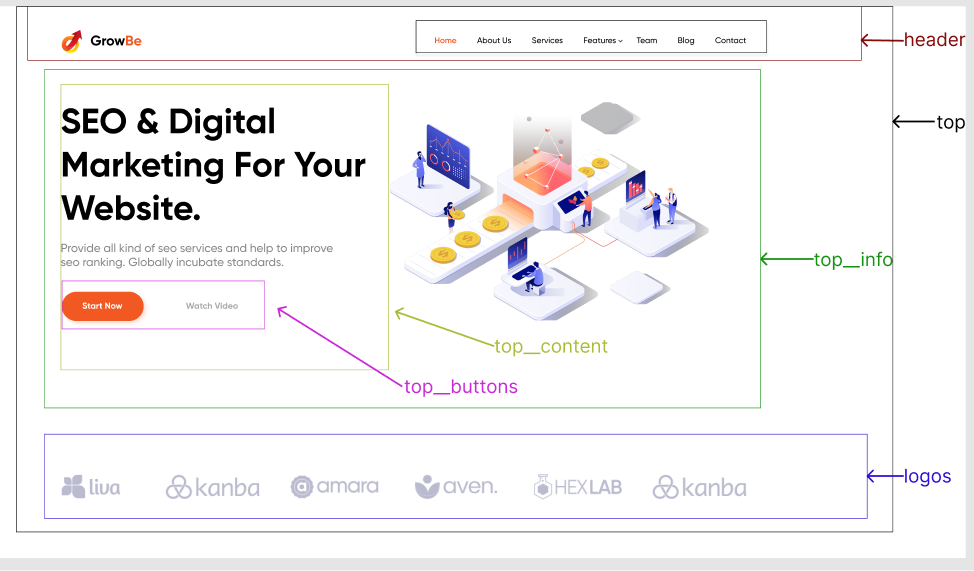 GrowBe
Home About Us Services Features Team Blog Contact
header
top
SEO & Digital
Marketing For Your
Website.
Provide all kind of seo services and help to improve
seo ranking. Globally incubate standards.
top__info
Start Now Watch Video
top__content
top__buttons
liva kanba amara aven. HEXLAB kanba
logos